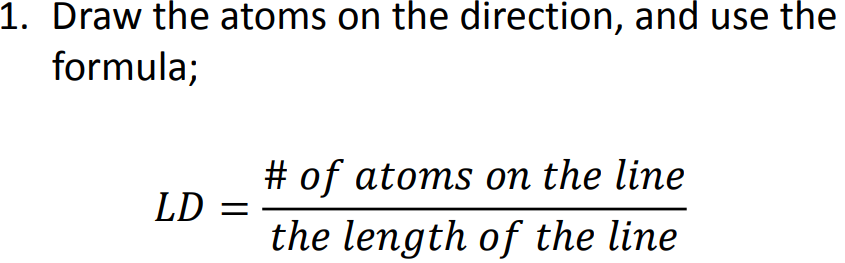 1. Draw the atoms on the direction, and use the
formula;
LD = # of atoms on the line / the length of the line